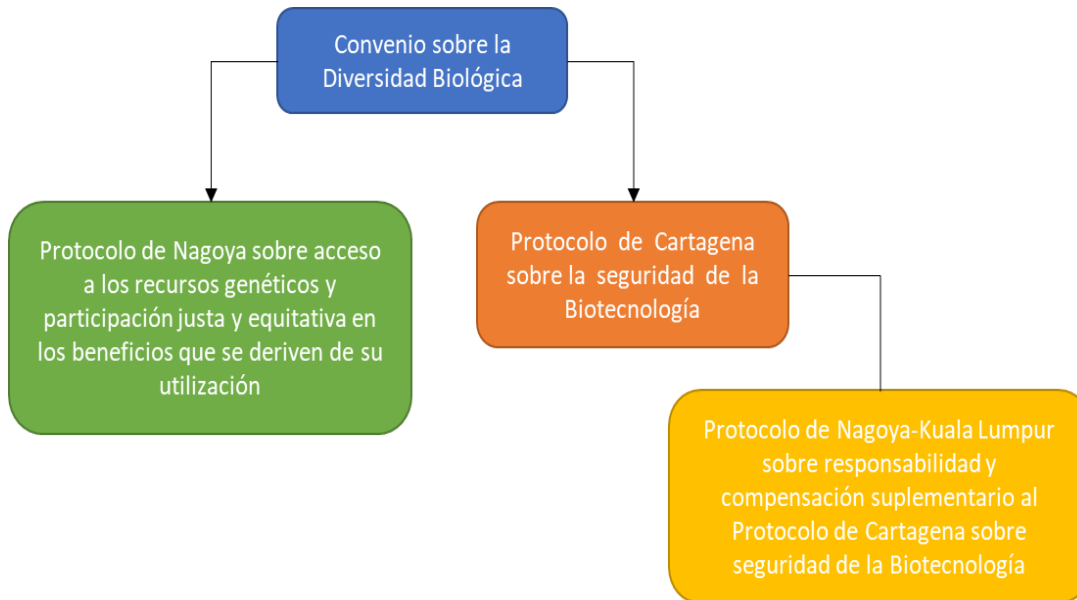 Convenio sobre la
Diversidad Biológica
Protocolo de Nagoya sobre acceso
a los recursos genéticos y
participación justa y equitativa en
los beneficios que se deriven de su
utilización
Protocolo de Cartagena
sobre la seguridad de la
Biotecnología
Protocolo de Nagoya-Kuala Lumpur
sobre responsabilidad y
compensación suplementario al
Protocolo de Cartagena sobre
seguridad de la Biotecnología